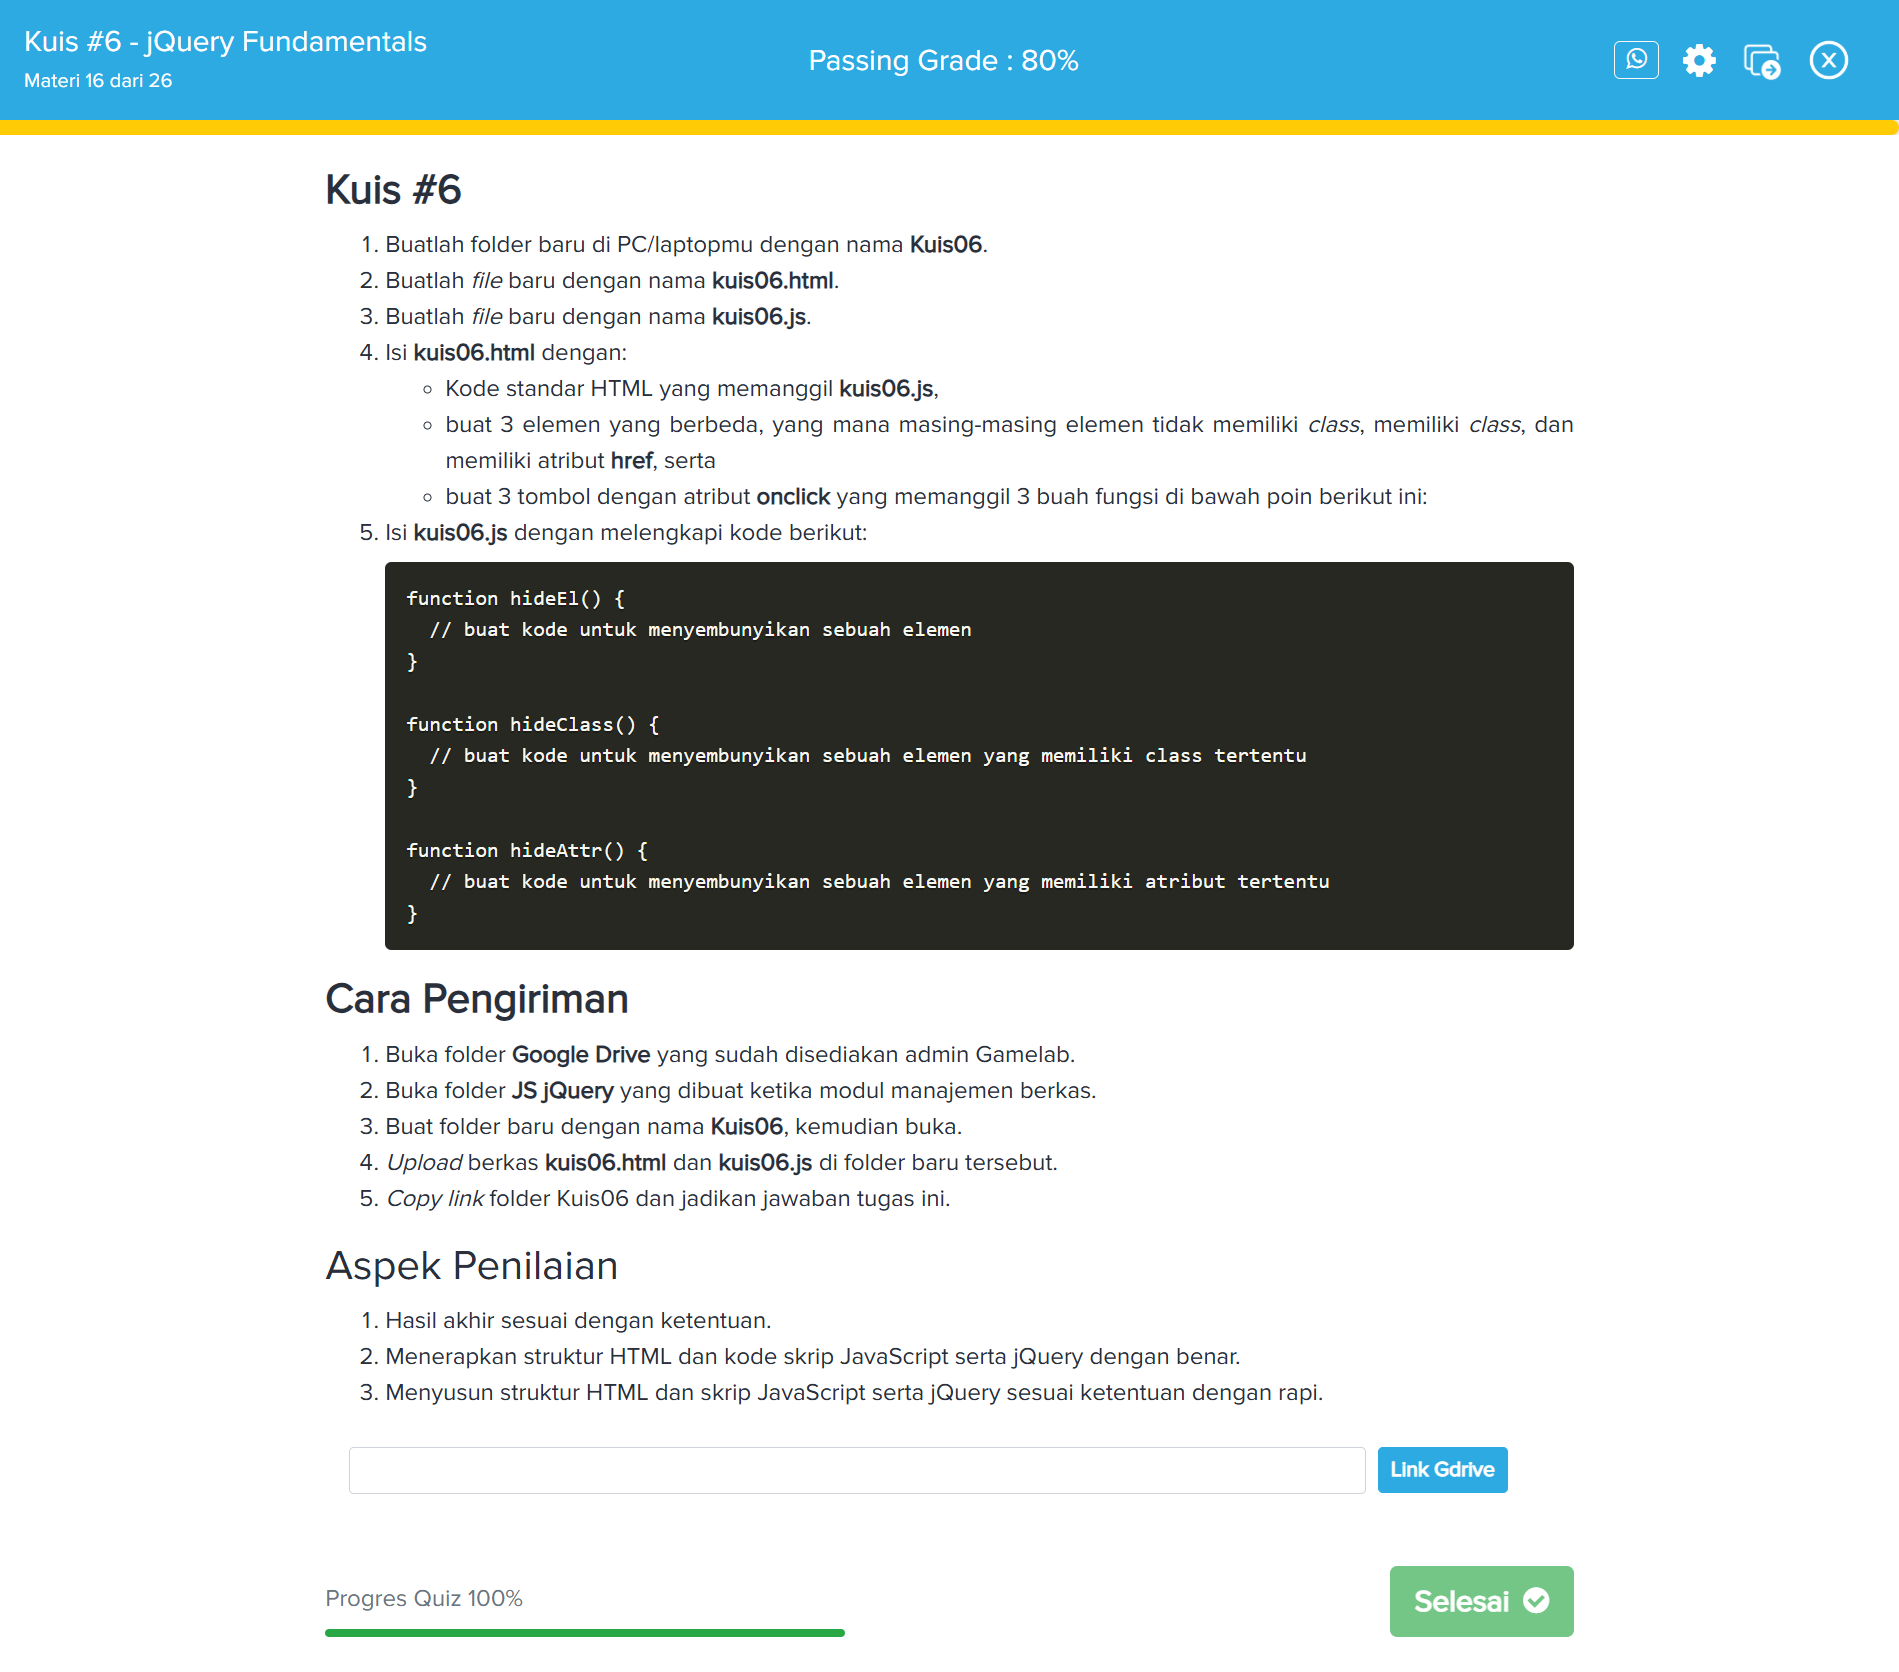 Kuis #6 - jQuery Fundamentals
Materi 16 dari 26
Passing Grade : 80%
Kuis #6
1. Buatlah folder baru di PC/laptopmu dengan nama Kuis06.
2. Buatlah file baru dengan nama kuis06.html.
3. Buatlah file baru dengan nama kuis06.js.
4. Isi kuis06.html dengan:
Kode standar HTML yang memanggil kuis06.js,
buat 3 elemen yang berbeda, yang mana masing-masing elemen tidak memiliki class, memiliki class, dan
memiliki atribut href, serta
buat 3 tombol dengan atribut onclick yang memanggil 3 buah fungsi di bawah poin berikut ini:
5. Isi kuis06.js dengan melengkapi kode berikut:
function hideEl() {
// buat kode untuk menyembunyikan sebuah elemen
}
function hideClass() {
// buat kode untuk menyembunyikan sebuah elemen yang memiliki class tertentu
}
function hideAttr() {
// buat kode untuk menyembunyikan sebuah elemen yang memiliki atribut tertentu
}
Cara Pengiriman
1. Buka folder Google Drive yang sudah disediakan admin Gamelab.
2. Buka folder JS jQuery yang dibuat ketika modul manajemen berkas.
3. Buat folder baru dengan nama Kuis06, kemudian buka.
4. Upload berkas kuis06.html dan kuis06.js di folder baru tersebut.
5. Copy link folder Kuis06 dan jadikan jawaban tugas ini.
Aspek Penilaian
1. Hasil akhir sesuai dengan ketentuan.
2. Menerapkan struktur HTML dan kode skrip JavaScript serta jQuery dengan benar.
3. Menyusun struktur HTML dan skrip JavaScript serta jQuery sesuai ketentuan dengan rapi.
Link Gdrive
Progres Quiz 100%
Selesai